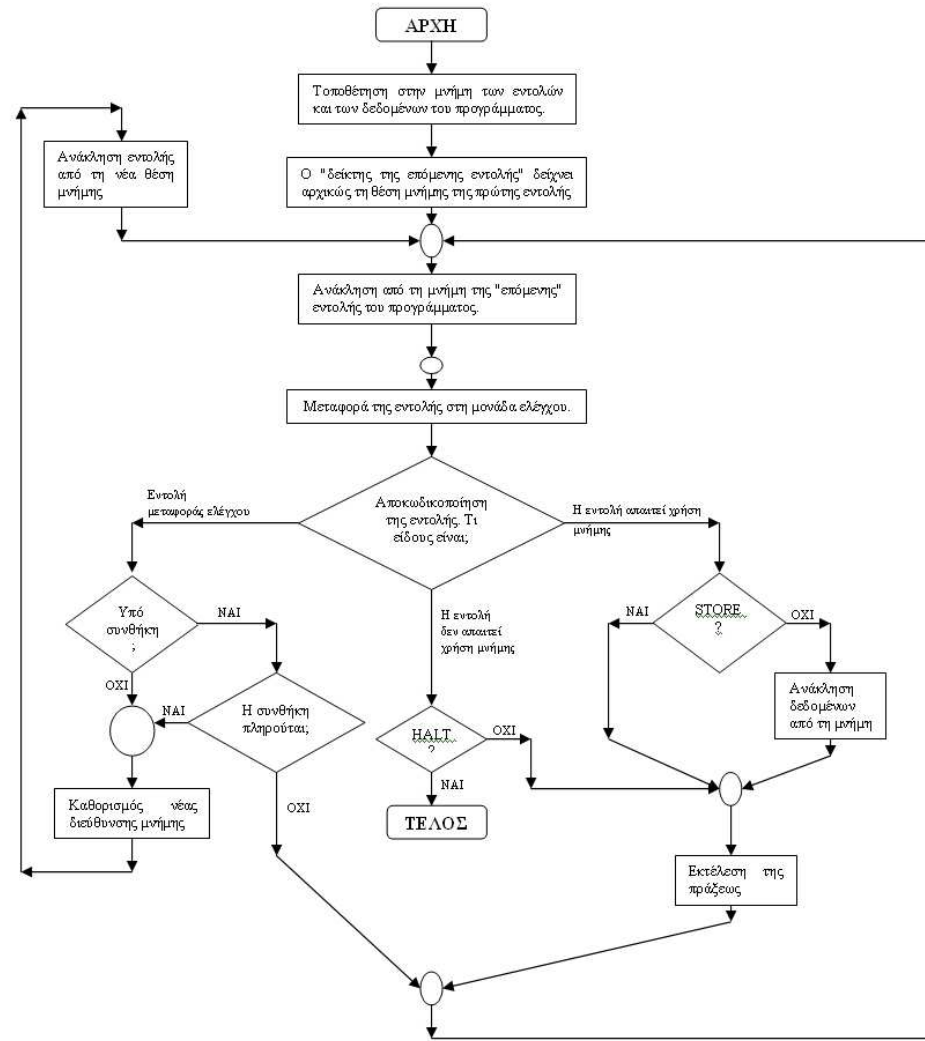 ΑΡΧΗ
Τοποθέτηση στην μνήμη των εντολών
και των δεδομένων του προγράμματος.
Ανάκληση εντολής
από τη νέα θέση
μνήμης
Ο "δείκτης της επόμενης εντολής" δείχνει
αρχικώς τη θέση μνήμης της πρώτης εντολής
Ανάκληση από τη μνήμη της "επόμενης"
εντολής του προγράμματος.
Μεταφορά της εντολής στη μονάδα ελέγχου.
Εντολή
μεταφοράς ελέγχου
Αποκωδικοποίηση
της εντολής. Τι
είδους είναι;
Η εντολή απαιτεί χρήση
μνήμης
Υπό
συνθήκη
;
ΝΑΙ
ΟΧΙ
Η εντολή
δεν απαιτεί
χρήση μνήμης
ΝΑΙ
STORE
?
ΟΧΙ
Ανάκληση
δεδομένων
από τη μνήμη
ΝΑΙ
Η συνθήκη
πληρούται;
ΟΧΙ
HALT
?
ΟΧΙ
ΝΑΙ
ΤΕΛΟΣ
Καθορισμός νέας
διεύθυνσης μνήμης
Εκτέλεση της
πράξεως